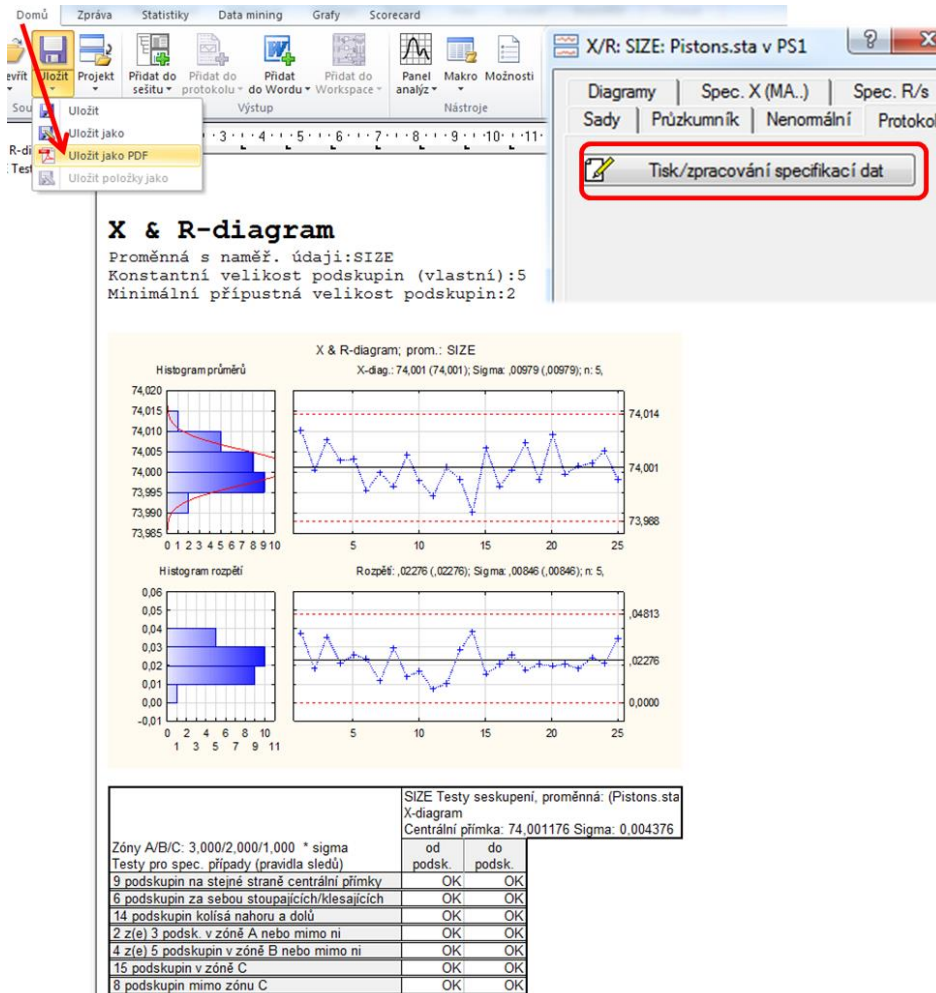 Domů Zpráva Statistiky Data mining Grafy Scorecard
Uložit Projekt Přidat do sešitu Přidat do protokolu Přidat do Wordu Přidat do Workspace Panel analýz Makro Možnosti
Výstup Nástroje
Uložit
Uložit jako
Uložit jako PDF
Uložit položky jako
3 4 5 6 7 8 9 10 11
X/R: SIZE: Pistons.sta v PS1
Diagramy Spec. X (MA..) Spec. R/s
Sady Průzkumník Nenormální Protokol
Tisk/zpracování specifikací dat
X & R-diagram
Proměnná s naměř. údaji:SIZE
Konstantní velikost podskupin (vlastní):5
Minimální přípustná velikost podskupin:2
X & R-diagram; prom.: SIZE
Histogram průměrů
X-diag.: 74,001 (74,001); Sigma: ,00979 (,00979); n: 5,
74,020
74,015
74,010
74,005
74,000
73,995
73,990
73,985
0 1 2 3 4 5 6 7 8 9 10
74,014
74,001
73,988
5 10 15 20 25
Histogram rozpětí
Rozpětí: ,02276 (,02276); Sigma: ,00846 (,00846); n: 5,
0,06
0,05
0,04
0,03
0,02
0,01
0,00
-0,01
0 2 4 6 8 10
1 3 5 7 9 11
,04813
,02276
0,0000
5 10 15 20 25
SIZE Testy seskupení, proměnná: (Pistons.sta
X-diagram
Centrální přímka: 74,001176 Sigma: 0,004376
Zóny A/B/C: 3,000/2,000/1,000 * sigma od do
Testy pro spec. případy (pravidla sledů) podsk. podsk.
9 podskupin na stejné straně centrální přímky OK OK
6 podskupin za sebou stoupajících/klesajících OK OK
14 podskupin kolísá nahoru a dolů OK OK
2 z(e) 3 podsk. v zóně A nebo mimo ni OK OK
4 z(e) 5 podskupin v zóně B nebo mimo ni OK OK
15 podskupin v zóně C OK OK
8 podskupin mimo zónu C OK OK